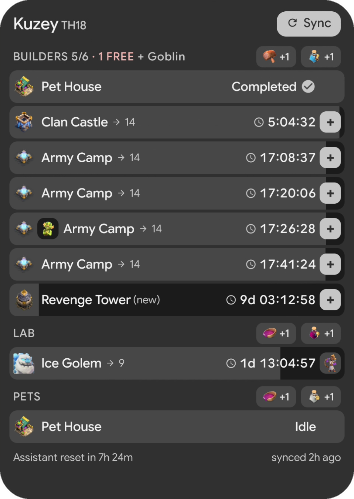 Kuzey TH18
Sync
BUILDERS 5/6 · 1 FREE + Goblin
+1
+1
Pet House Completed
Clan Castle → 14 5:04:32 +
Army Camp → 14 17:08:37 +
Army Camp → 14 17:20:06 +
Army Camp → 14 17:26:28 +
Army Camp → 14 17:41:24 +
Revenge Tower (new) 9d 03:12:58 +
LAB +1 +1
Ice Golem → 9 1d 13:04:57
PETS +1 +1
Pet House Idle
Assistant reset in 7h 24m synced 2h ago